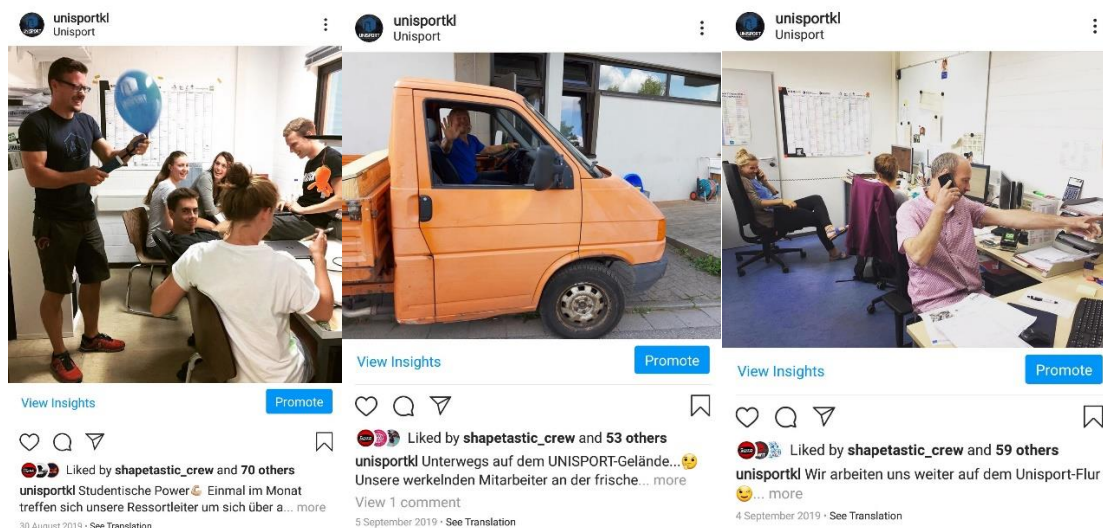 unisportkl
Unisport
View Insights
Promote
Liked by shapetastic_crew and 70 others
unisportkl Studentische Power💪🏻 Einmal im Monat
treffen sich unsere Ressortleiter um sich über a... more
30 August 2019 • See Translation
unisportkl
Unisport
View Insights
Promote
Liked by shapetastic_crew and 53 others
unisportkl Unterwegs auf dem UNISPORT-Gelände...🤔
Unsere werkelnden Mitarbeiter an der frische... more
View 1 comment
5 September 2019 • See Translation
unisportkl
Unisport
View Insights
Promote
Liked by shapetastic_crew and 59 others
unisportkl Wir arbeiten uns weiter auf dem Unisport-Flur
😉... more
4 September 2019 • See Translation